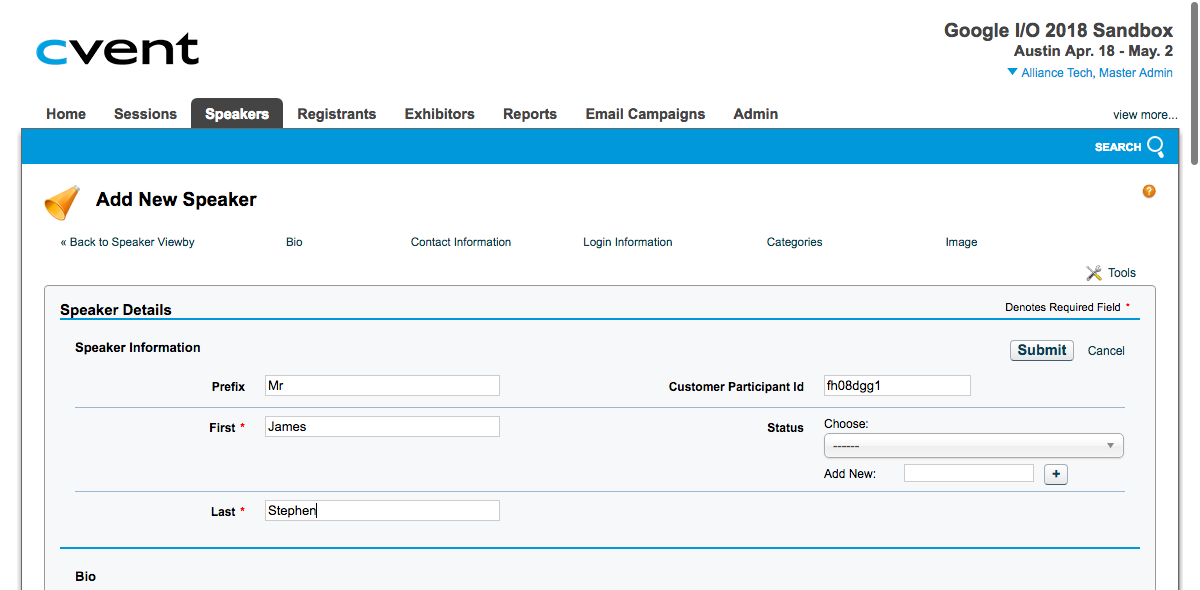 cvent
Google I/O 2018 Sandbox
Austin Apr. 18 - May. 2
Alliance Tech, Master Admin
Home Sessions Speakers Registrants Exhibitors Reports Email Campaigns Admin view more...
SEARCH
Add New Speaker
?
« Back to Speaker Viewby Bio Contact Information Login Information Categories Image
Tools
Speaker Details Denotes Required Field *
Speaker Information Submit Cancel
Prefix Mr Customer Participant Id fh08dgg1
First * James Status Choose:
------
Add New: +
Last * Stephen
Bio